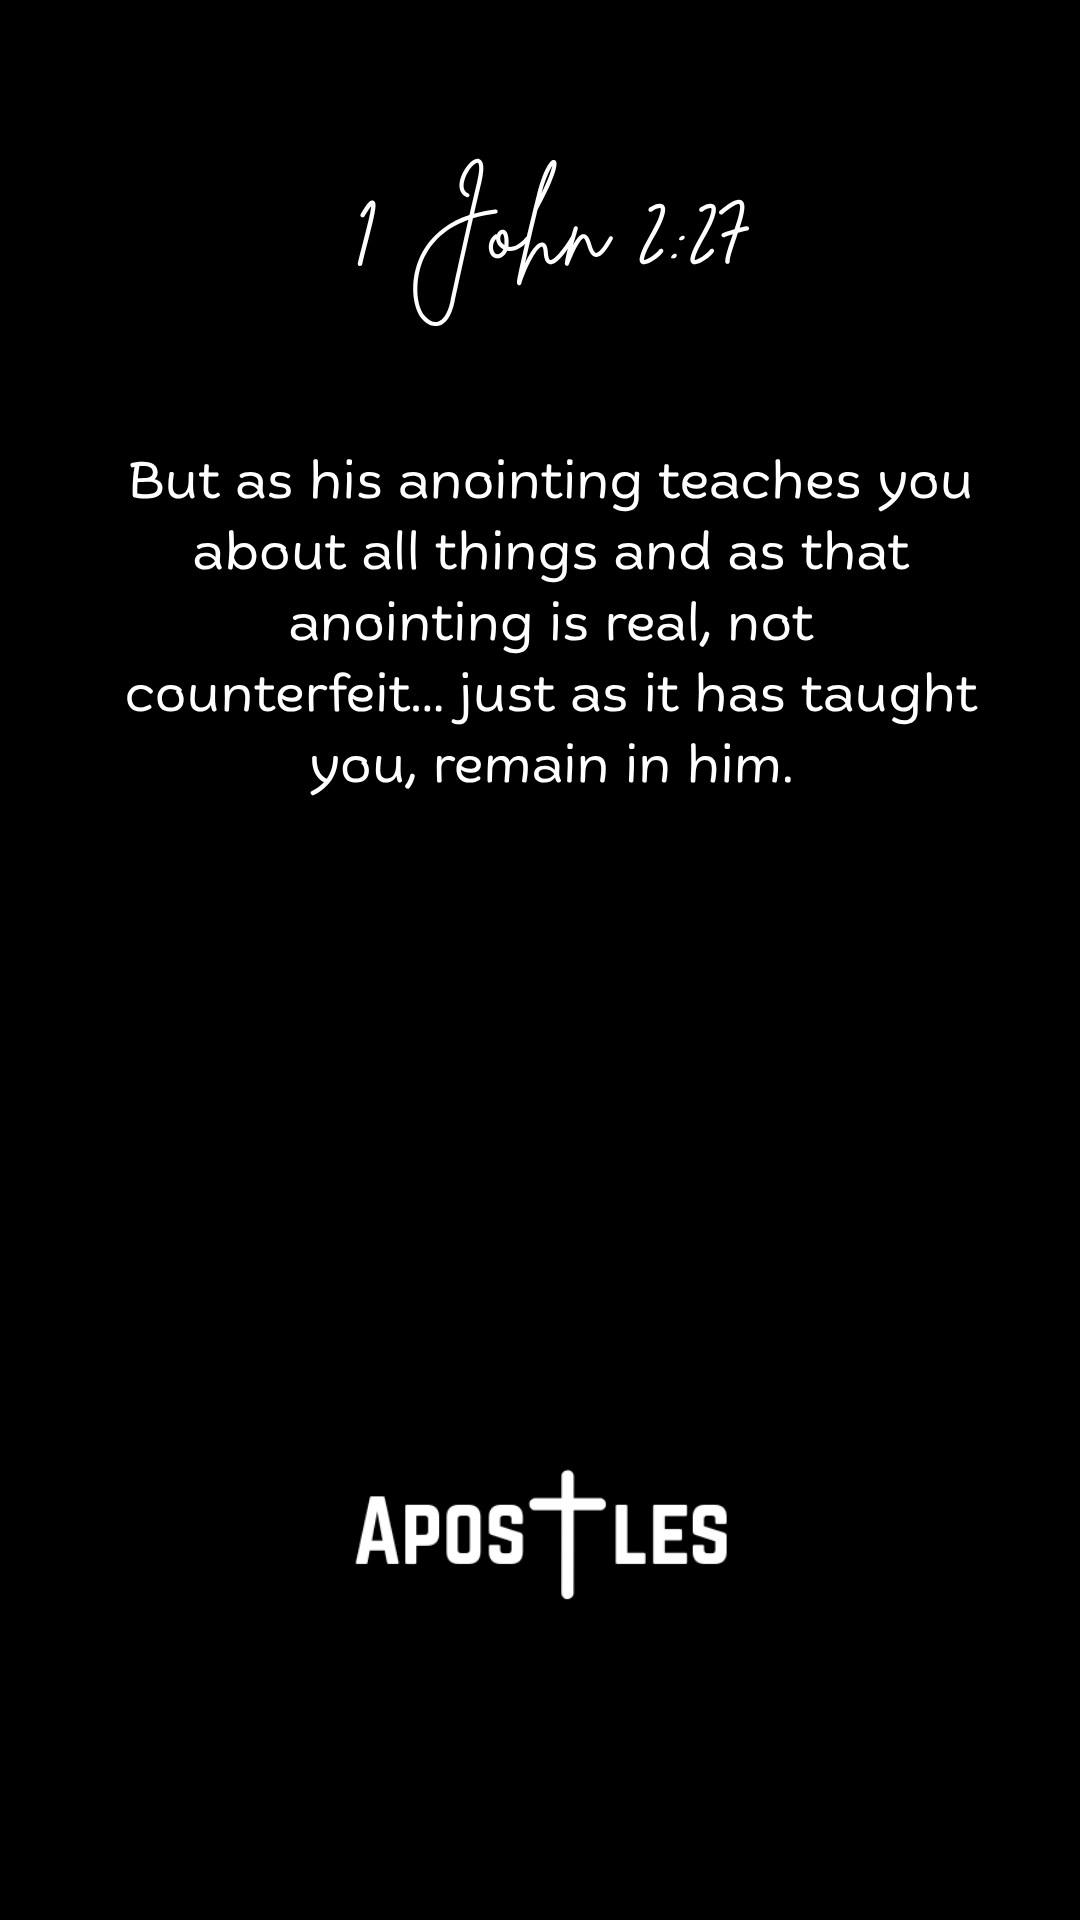 1 John 2:27
But as his anointing teaches you
about all things and as that
anointing is real, not
counterfeit... just as it has taught
you, remain in him.
APOSTLES